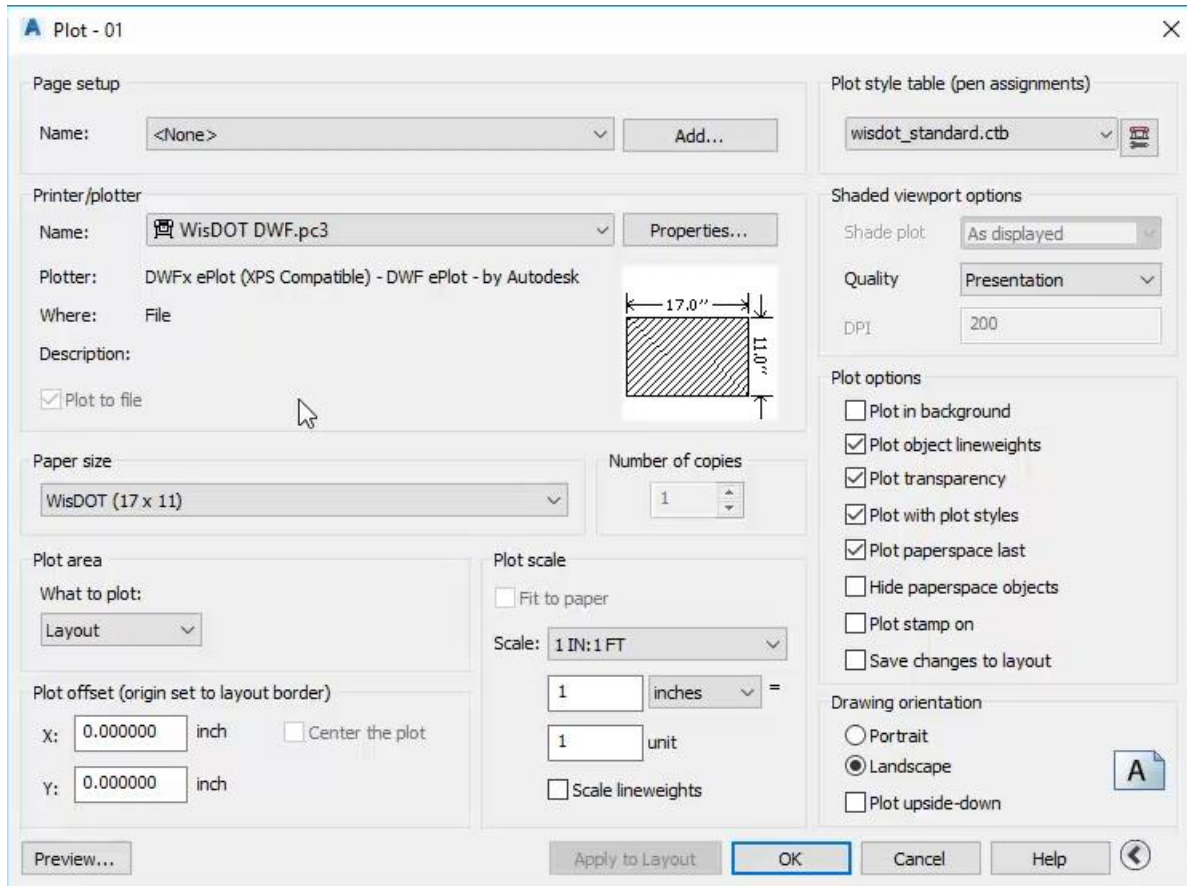 Plot - 01
Page setup
Name: <None> Add...
Printer/plotter
Name: WisDOT DWF.pc3 Properties...
Plotter: DWFx ePlot (XPS Compatible) - DWF ePlot - by Autodesk
Where: File
Description:
Plot to file
17.0''
11.0''
Paper size
WisDOT (17 x 11)
Number of copies
1
Plot area
What to plot:
Layout
Plot offset (origin set to layout border)
X: 0.000000 inch Center the plot
Y: 0.000000 inch
Plot scale
Fit to paper
Scale: 1 IN:1 FT
1 inches =
1 unit
Scale lineweights
Plot style table (pen assignments)
wisdot_standard.ctb
Shaded viewport options
Shade plot As displayed
Quality Presentation
DPI 200
Plot options
Plot in background
Plot object lineweights
Plot transparency
Plot with plot styles
Plot paperspace last
Hide paperspace objects
Plot stamp on
Save changes to layout
Drawing orientation
Portrait
Landscape
Plot upside-down
A
Preview... Apply to Layout OK Cancel Help